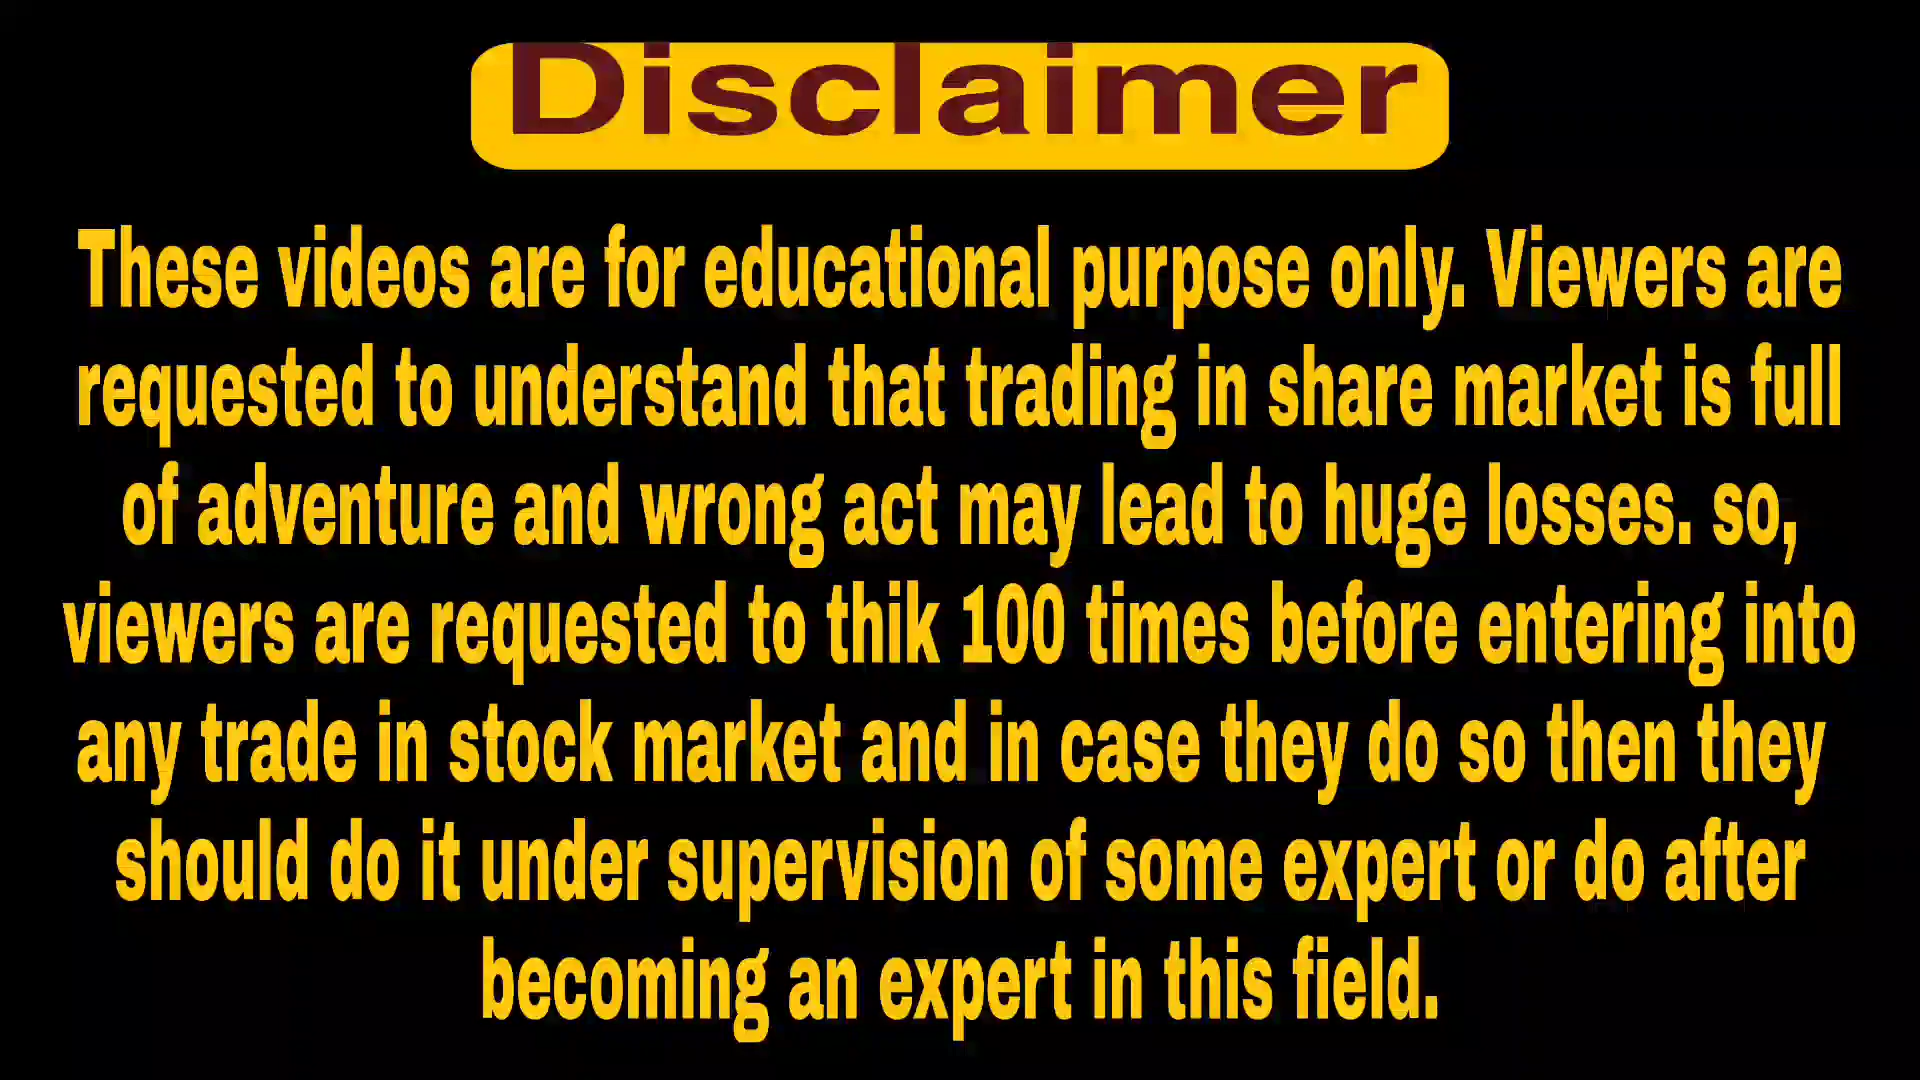 Disclaimer
These videos are for educational purpose only. Viewers are
requested to understand that trading in share market is full
of adventure and wrong act may lead to huge losses. so,
viewers are requested to thik 100 times before entering into
any trade in stock market and in case they do so then they
should do it under supervision of some expert or do after
becoming an expert in this field.